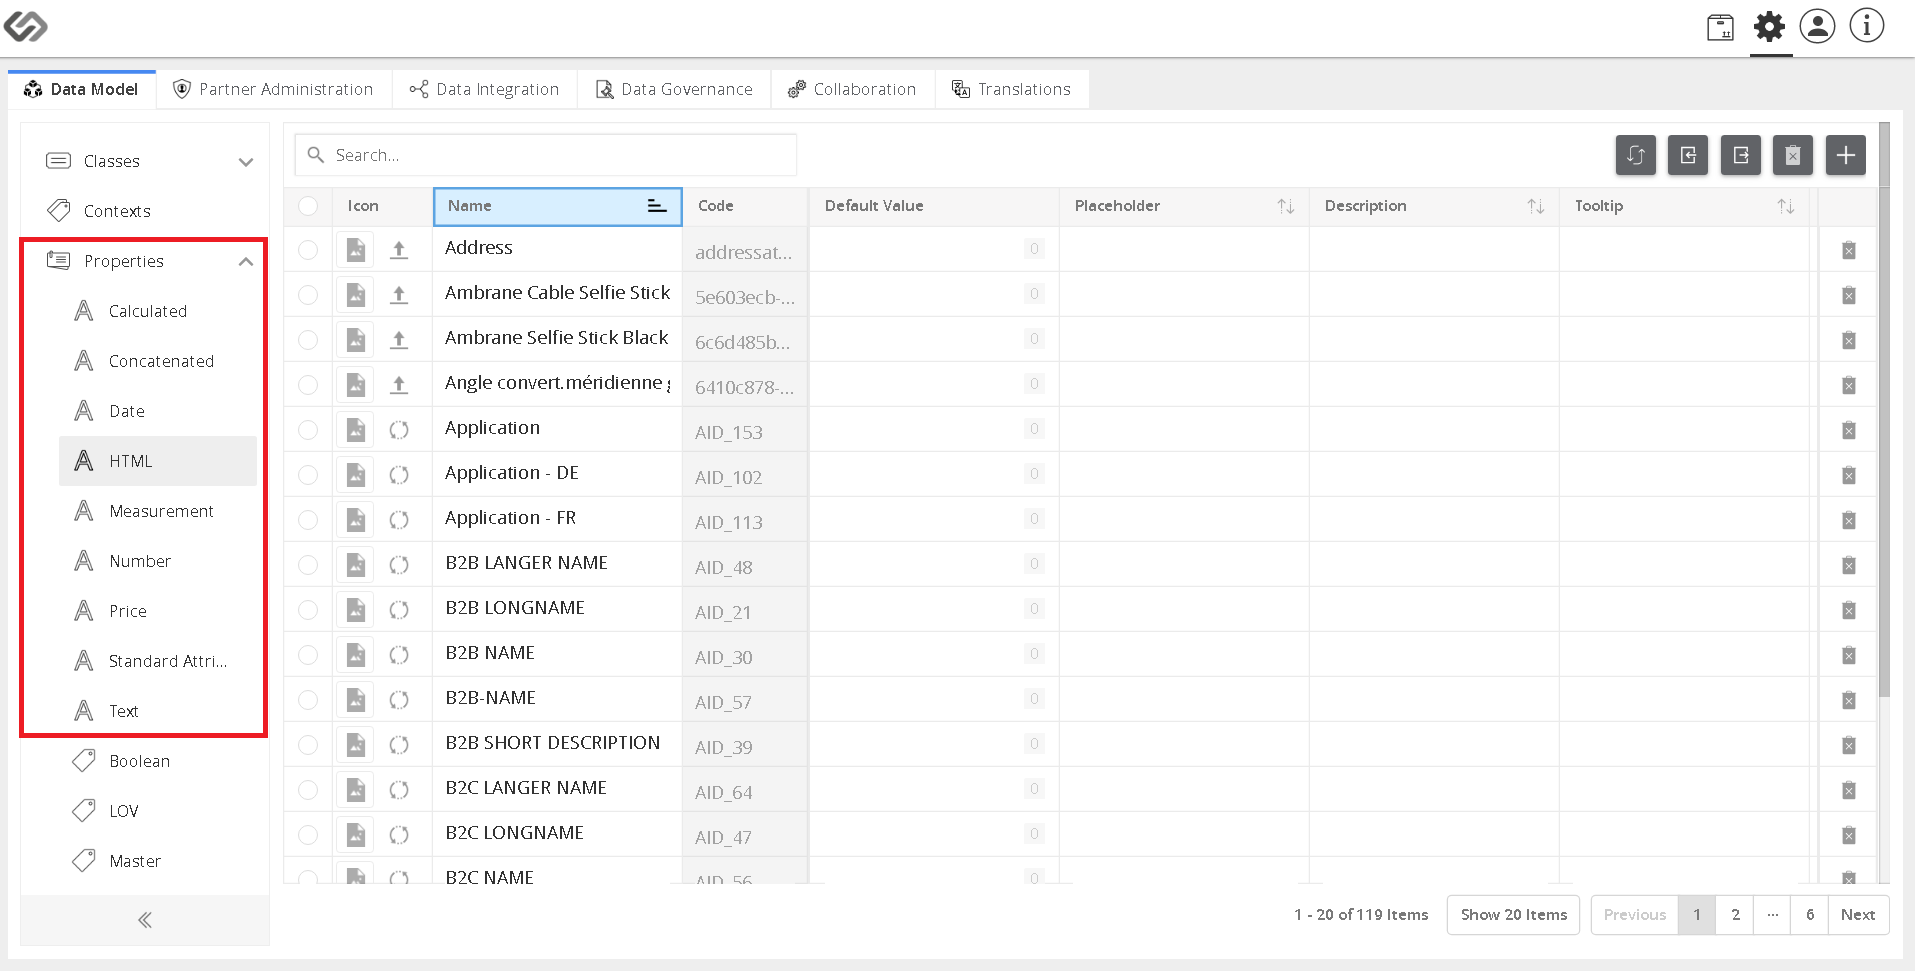 Data Model
Partner Administration
Data Integration
Data Governance
Collaboration
Translations
Classes
Contexts
Properties
Calculated
Concatenated
Date
HTML
Measurement
Number
Price
Standard Attri...
Text
Boolean
LOV
Master
Search...
Icon Name Code Default Value Placeholder Description Tooltip
Address addressat... 0
Ambrane Cable Selfie Stick 5e603ecb-... 0
Ambrane Selfie Stick Black 6c6d485b... 0
Angle convert.méridienne 6410c878-... 0
Application AID_153 0
Application - DE AID_102 0
Application - FR AID_113 0
B2B LANGER NAME AID_48 0
B2B LONGNAME AID_21 0
B2B NAME AID_30 0
B2B-NAME AID_57 0
B2B SHORT DESCRIPTION AID_39 0
B2C LANGER NAME AID_64 0
B2C LONGNAME AID_47 0
B2C NAME AID_56 0
1 - 20 of 119 Items Show 20 Items Previous 1 2 ... 6 Next